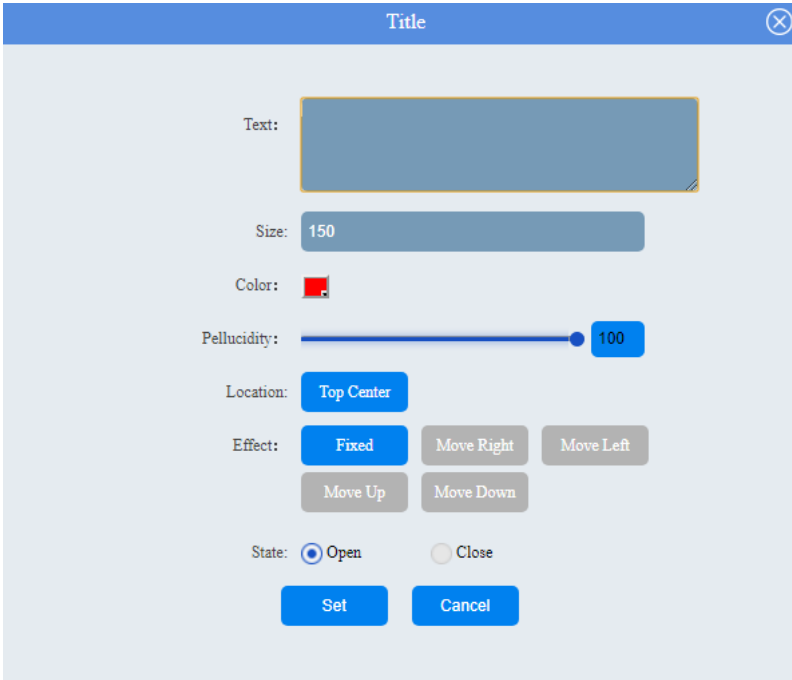 Title
Text:
Size: 150
Color:
Pellucidity: 100
Location: Top Center
Effect: Fixed Move Right Move Left
Move Up Move Down
State: Open Close
Set Cancel